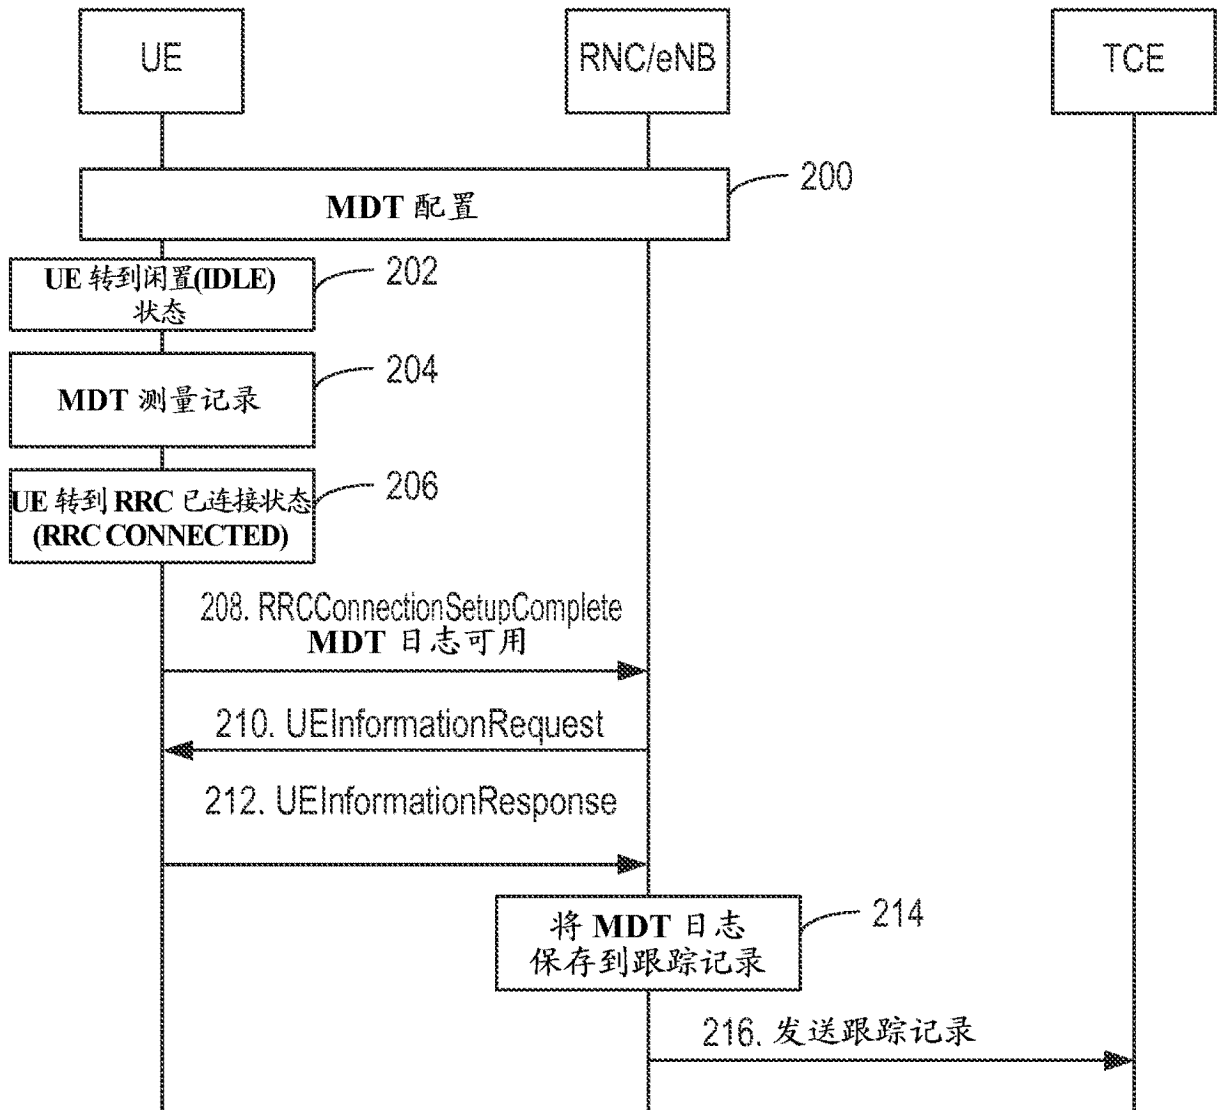 UE
RNC/eNB
TCE
MDT 配置
200
UE 转到闲置(IDLE)
状态
202
MDT 测量记录
204
UE 转到 RRC 已连接状态
(RRC CONNECTED)
206
208. RRCConnectionSetupComplete
MDT 日志可用
210. UEInformationRequest
212. UEInformationResponse
将 MDT 日志
保存到跟踪记录
214
216. 发送跟踪记录